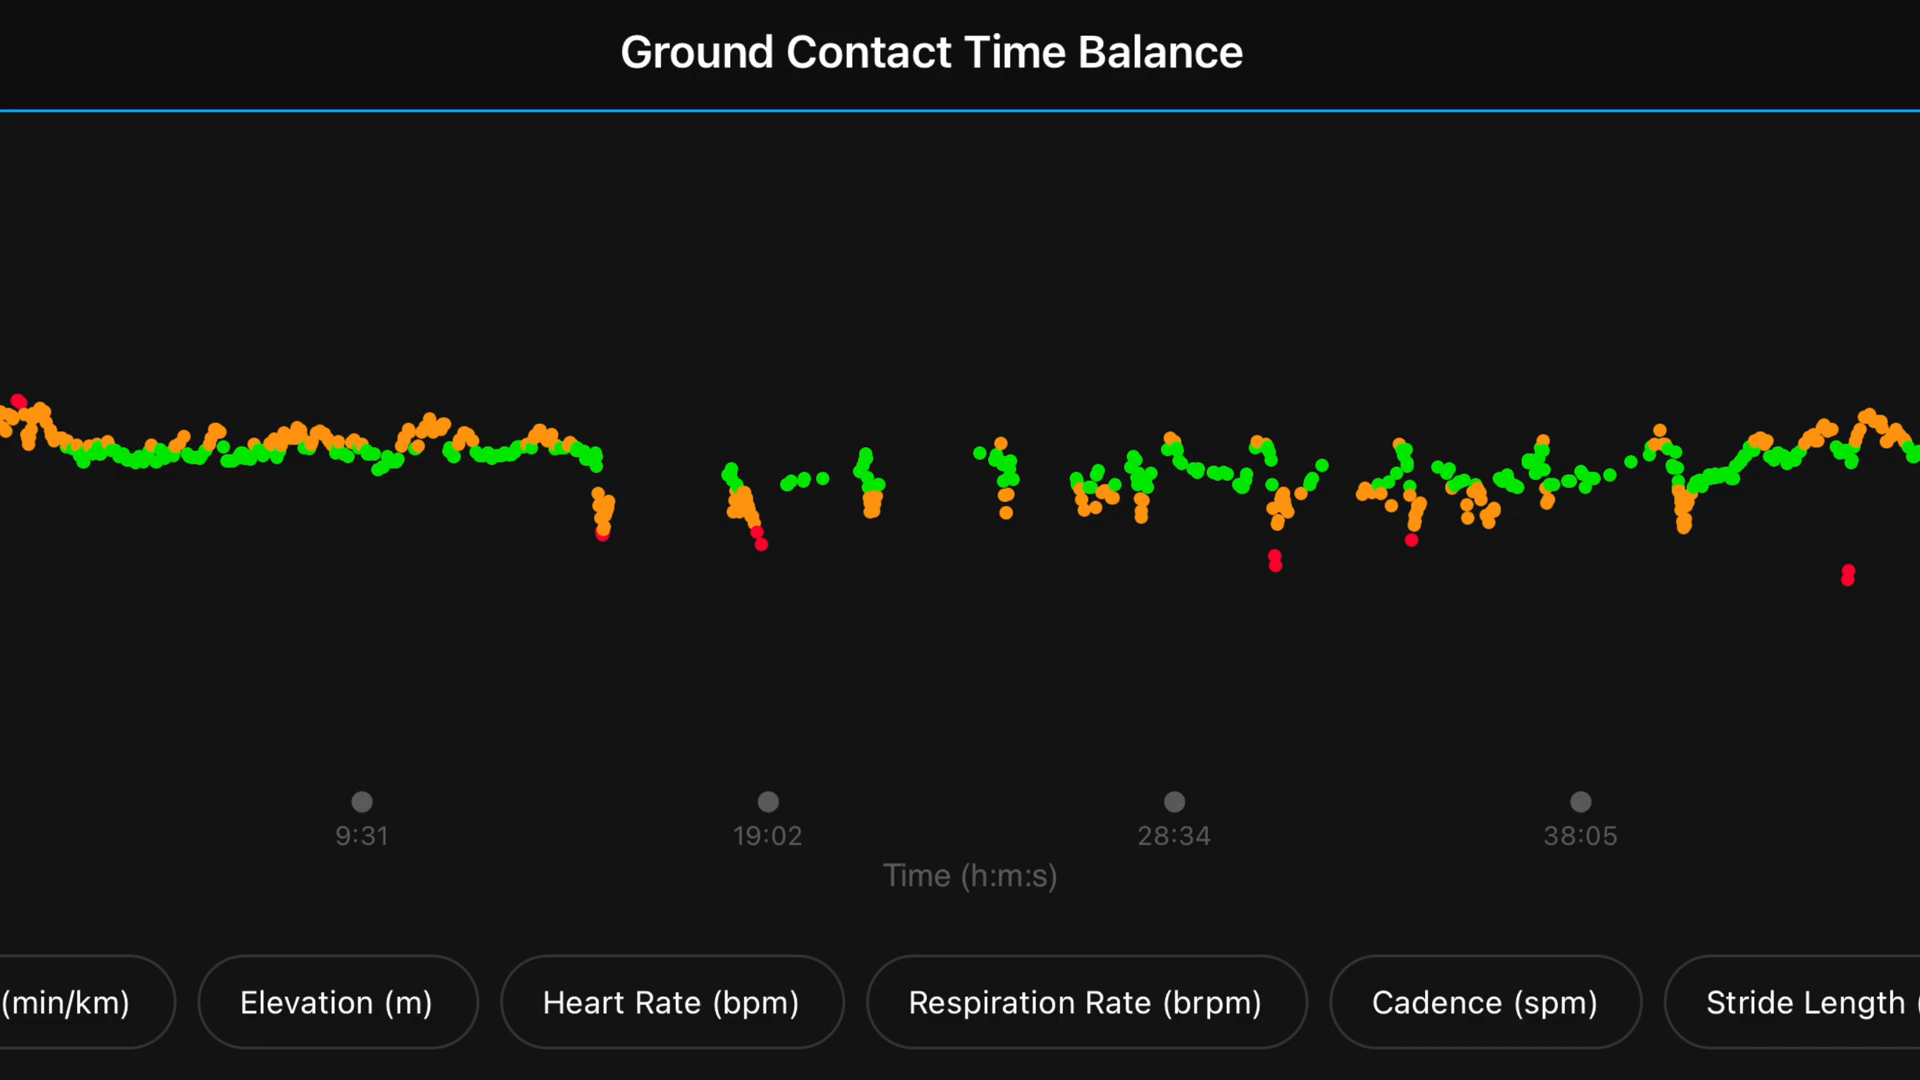 Ground Contact Time Balance
9:31 19:02 28:34 38:05
Time (h:m:s)
(min/km) Elevation (m) Heart Rate (bpm) Respiration Rate (brpm) Cadence (spm) Stride Length